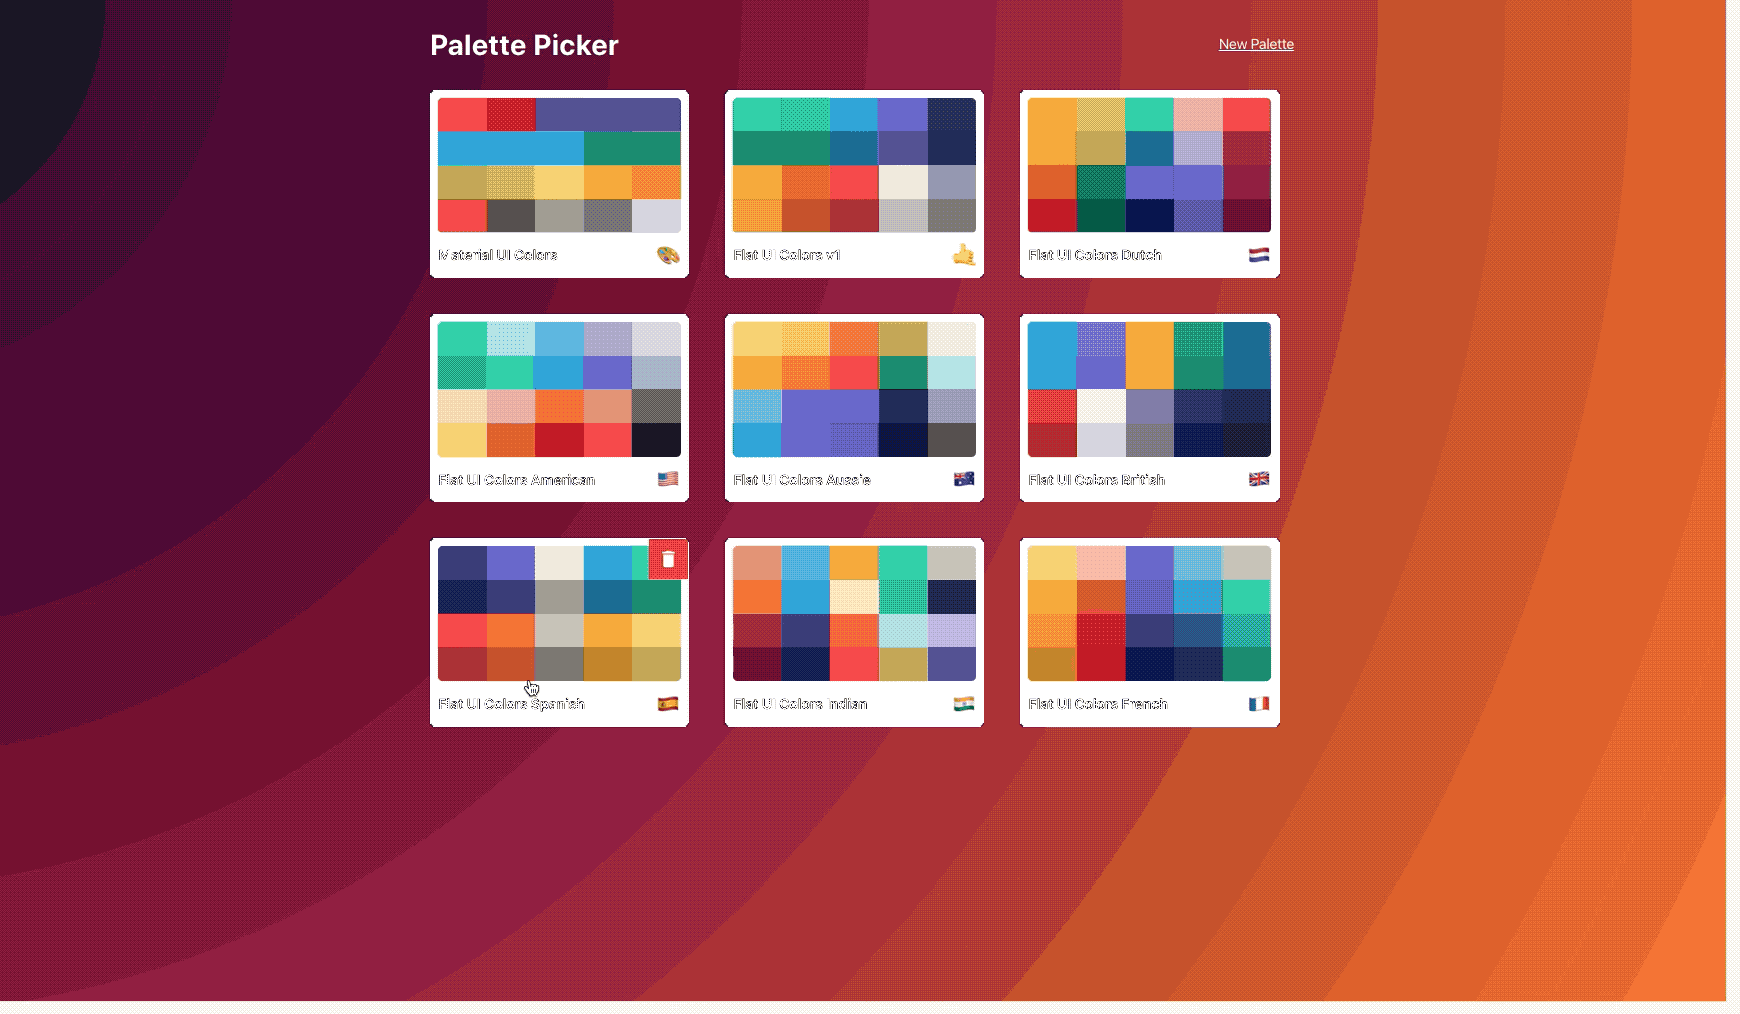 Palette Picker
New Palette
Material UI Colors
Flat UI Colors v1
Flat UI Colors Dutch
Flat UI Colors American
Flat UI Colors Aussie
Flat UI Colors British
Flat UI Colors Spanish
Flat UI Colors Indian
Flat UI Colors French